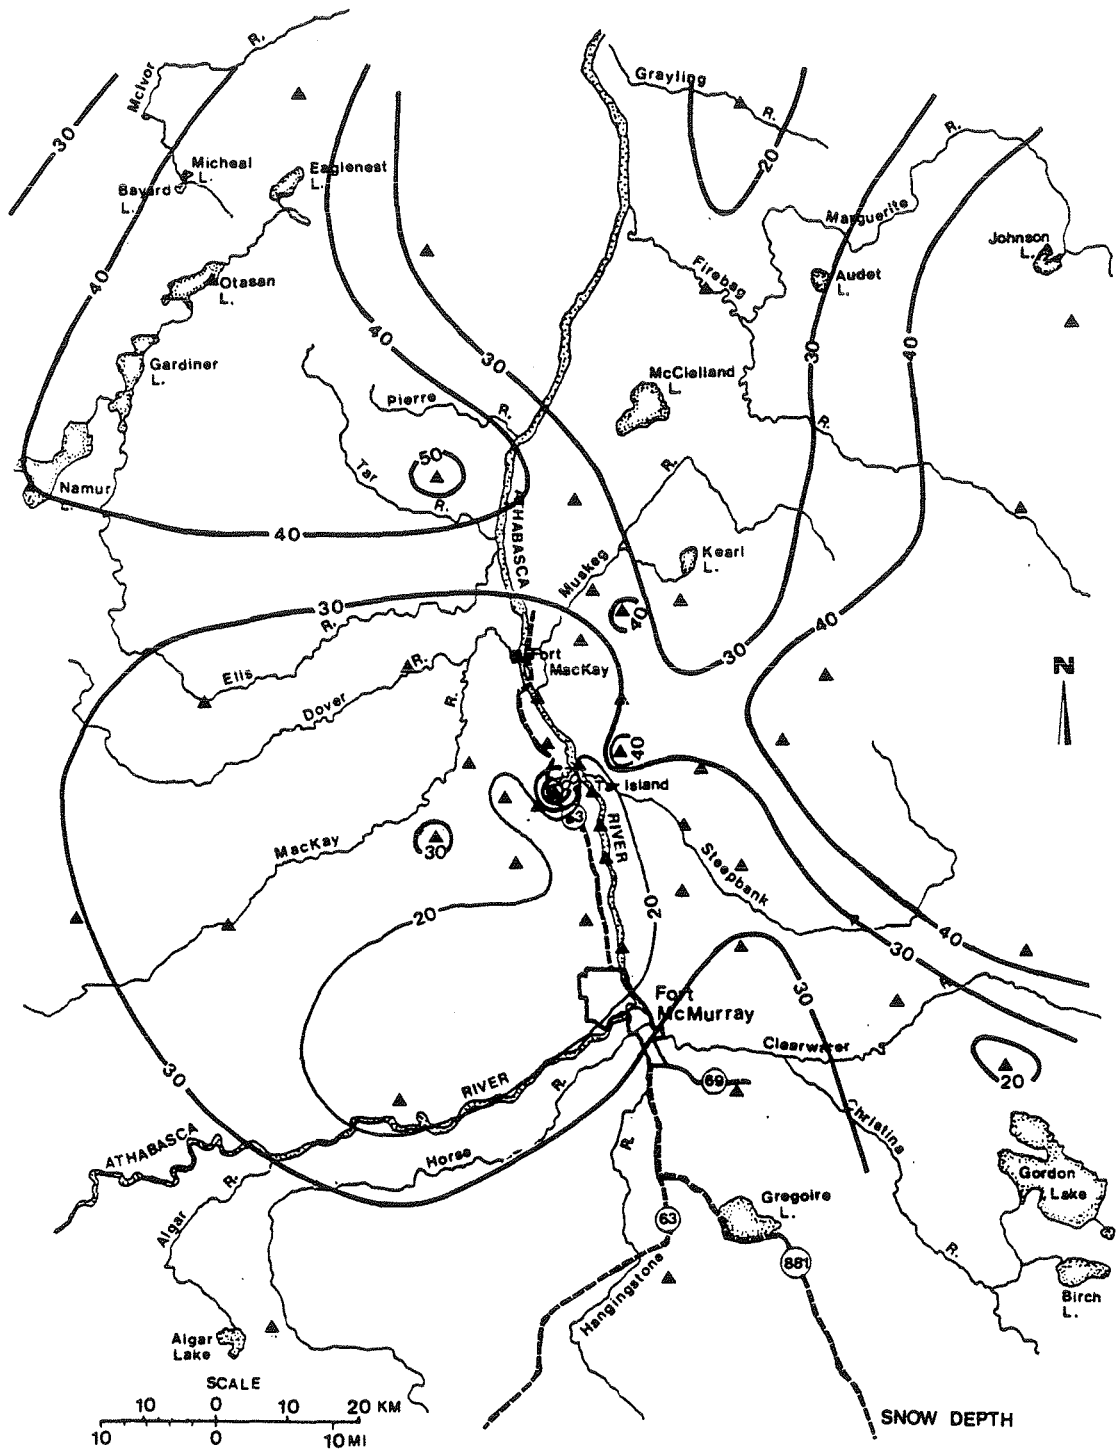 R.
McIvor
30
Micheal
L.
Bayard
L.
Eaglenest
L.
Grayling
R.
20
R.
Marguerite
Johnson
L.
Firebag
Audet
L.
Otasan
L.
40
40
30
30
40
Gardiner
L.
McClelland
L.
Pierre
R.
R.
Tar
R.
50
R.
Namur
L.
40
ATHABASCA
Muskeg
Kearl
L.
30
R.
40
40
Ells
Dover
R.
Fort
MacKay
30
R.
N
40
Tar Island
63
RIVER
MacKay
30
Steepbank
20
20
40
30
R.
30
Fort
McMurray
Clearwater
30
RIVER
R.
69
20
Christina
ATHABASCA
Horse
R.
R.
Gordon
Lake
Algar
63
Gregoire
L.
R.
881
Birch
L.
Hangingstone
Algar
Lake
SCALE
10 0 10 20 KM
10 0 10 MI
SNOW DEPTH